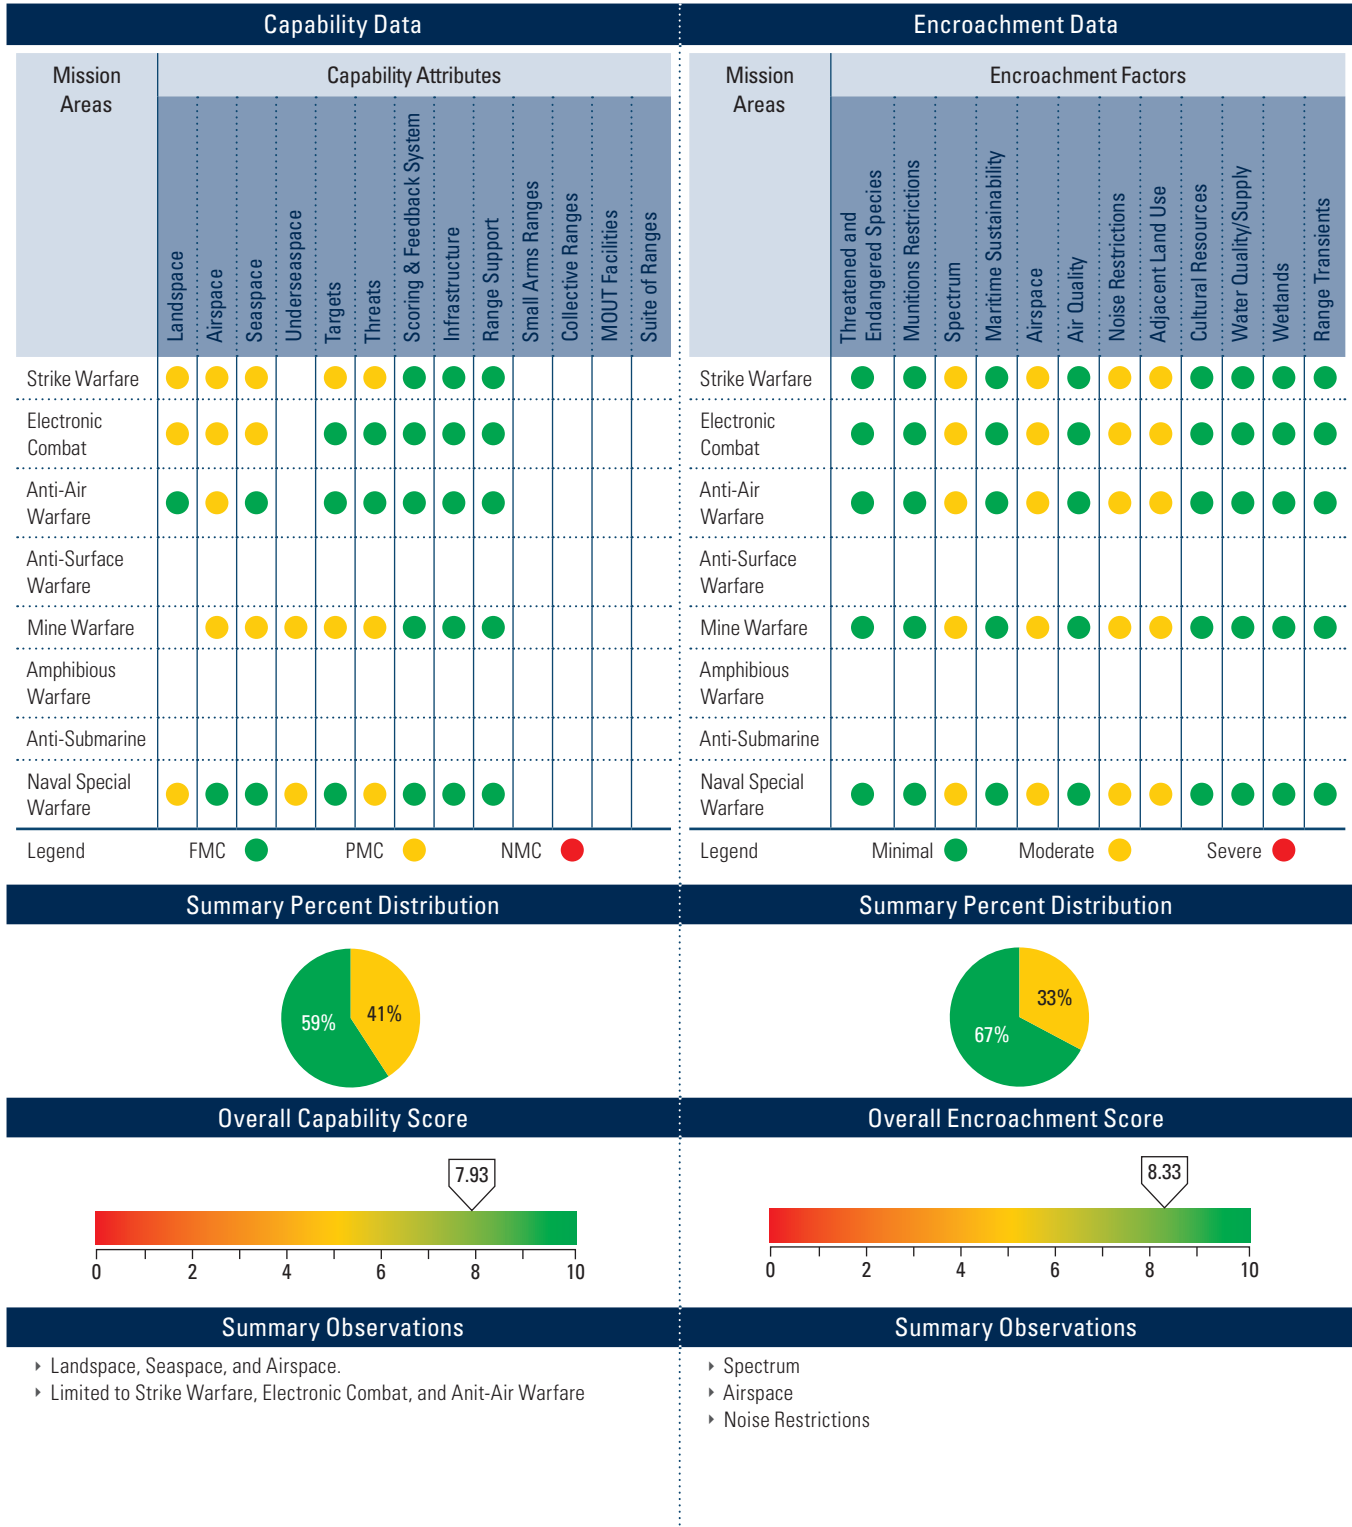 Capability Data
Mission
Areas
Capability Attributes
Landspace
Airspace
Seaspace
Underseaspace
Targets
Threats
Scoring & Feedback System
Infrastructure
Range Support
Small Arms Ranges
Collective Ranges
MOUT Facilities
Suite of Ranges
Strike Warfare
Electronic
Combat
Anti-Air
Warfare
Anti-Surface
Warfare
Mine Warfare
Amphibious
Warfare
Anti-Submarine
Naval Special
Warfare
Legend
FMC
PMC
NMC
Summary Percent Distribution
59%
41%
Overall Capability Score
7.93
0
2
4
6
8
10
Summary Observations
‣ Landspace, Seaspace, and Airspace.
‣ Limited to Strike Warfare, Electronic Combat, and Anit-Air Warfare
Encroachment Data
Mission
Areas
Encroachment Factors
Threatened and
Endangered Species
Munitions Restrictions
Spectrum
Maritime Sustainability
Airspace
Air Quality
Noise Restrictions
Adjacent Land Use
Cultural Resources
Water Quality/Supply
Wetlands
Range Transients
Strike Warfare
Electronic
Combat
Anti-Air
Warfare
Anti-Surface
Warfare
Mine Warfare
Amphibious
Warfare
Anti-Submarine
Naval Special
Warfare
Legend
Minimal
Moderate
Severe
Summary Percent Distribution
67%
33%
Overall Encroachment Score
8.33
0
2
4
6
8
10
Summary Observations
‣ Spectrum
‣ Airspace
‣ Noise Restrictions